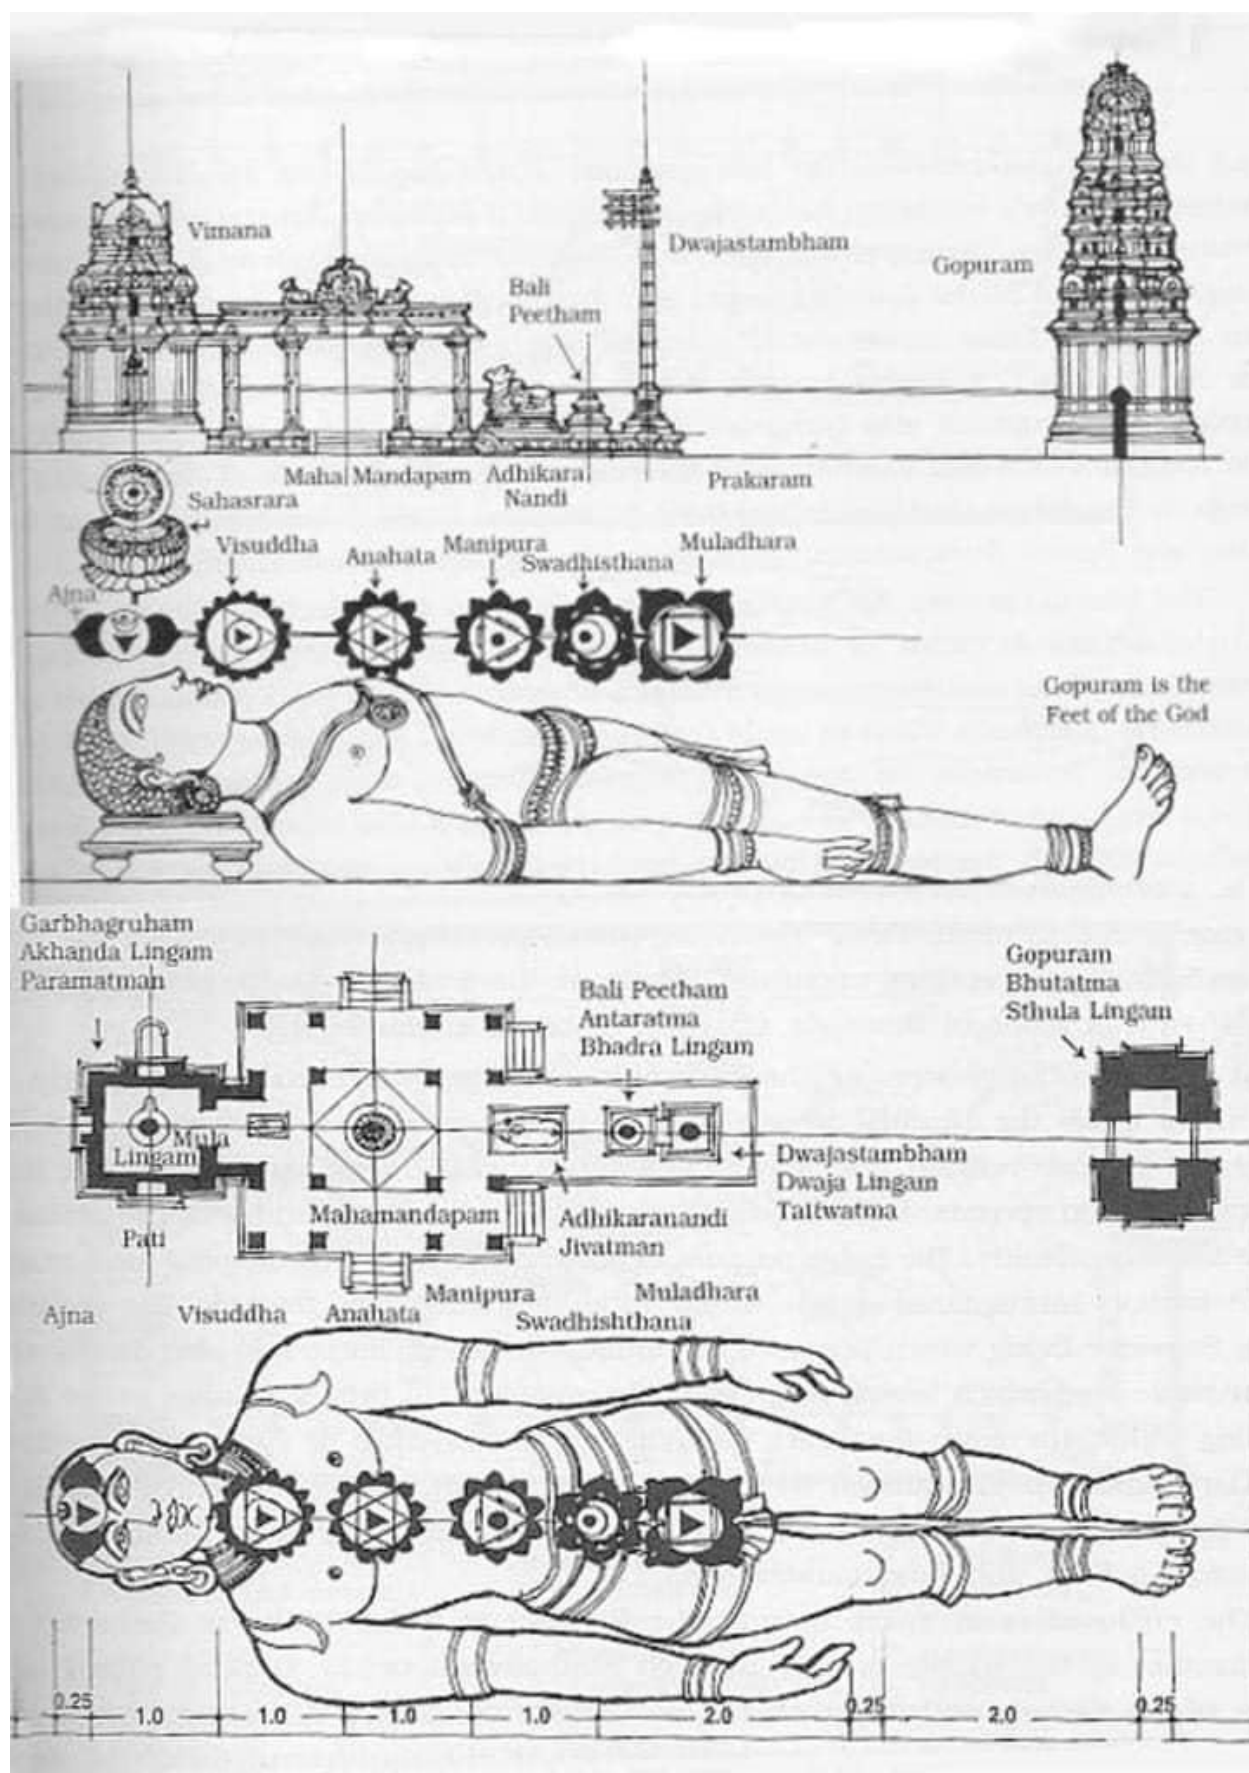 Vimana
Dwajastambham
Gopuram
Bali
Peetham
Maha Mandapam
Adhikara
Nandi
Prakaram
Sahasrara
Visuddha
Anahata
Manipura
Swadhisthana
Muladhara
Ajna
Gopuram is the
Feet of the God
Garbhagruham
Akhanda Lingam
Paramatman
Gopuram
Bhutatma
Sthula Lingam
Bali Peetham
Antaratma
Bhadra Lingam
Mula
Lingam
Dwajastambham
Dwaja Lingam
Tattwatma
Mahamandapam
Adhikaranandi
Jivatman
Pati
Ajna
Visuddha
Anahata
Manipura
Swadhishthana
Muladhara
0.25
1.0
1.0
1.0
1.0
2.0
0.25
2.0
0.25